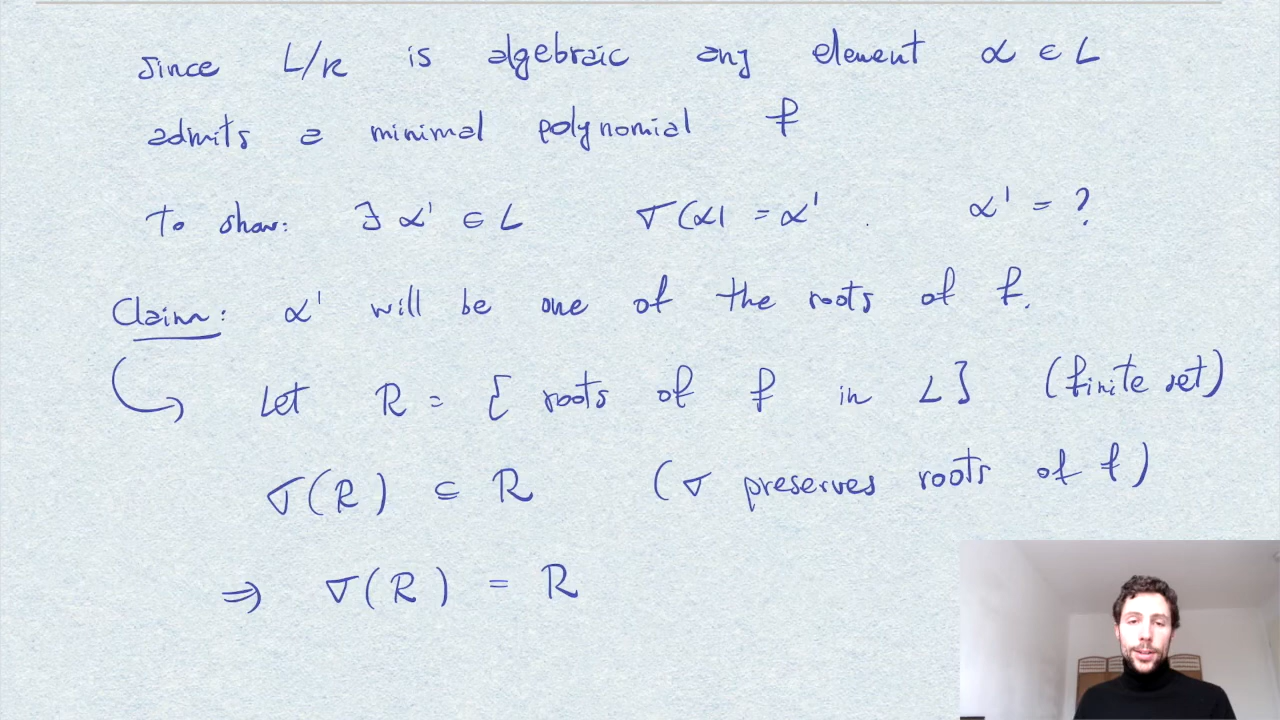 Since L/K is algebraic any element α ∈ L
admits a minimal polynomial f
To show: ∃ α' ∈ L σ(α) = α' . α' = ?
Claim: α' will be one of the roots of f.
Let R = { roots of f in L } (finite set)
σ(R) ⊆ R (σ preserves roots of f)
⇒ σ(R) = R